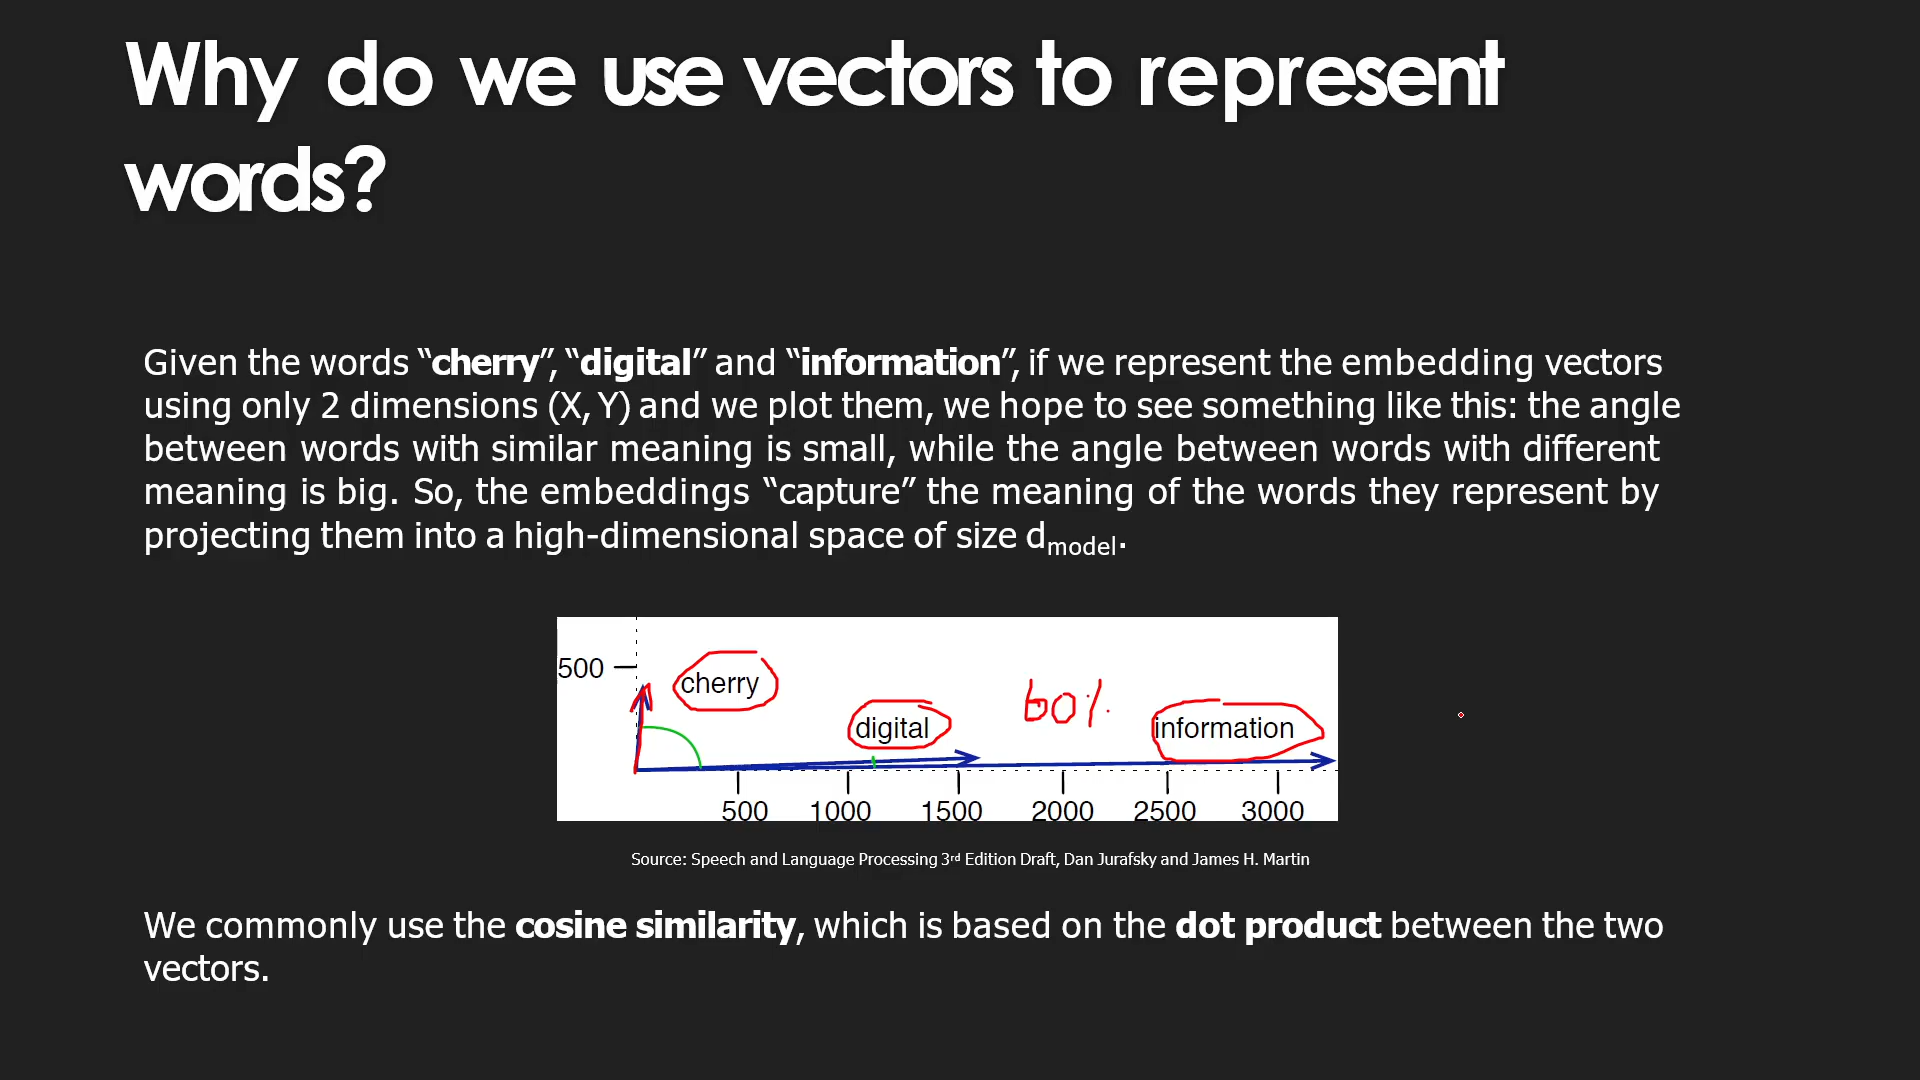 Why do we use vectors to represent
words?
Given the words “cherry”, “digital” and “information”, if we represent the embedding vectors
using only 2 dimensions (X, Y) and we plot them, we hope to see something like this: the angle
between words with similar meaning is small, while the angle between words with different
meaning is big. So, the embeddings “capture” the meaning of the words they represent by
projecting them into a high-dimensional space of size dmodel.
500
cherry
digital
60%
information
500 1000 1500 2000 2500 3000
Source: Speech and Language Processing 3rd Edition Draft, Dan Jurafsky and James H. Martin
We commonly use the cosine similarity, which is based on the dot product between the two
vectors.